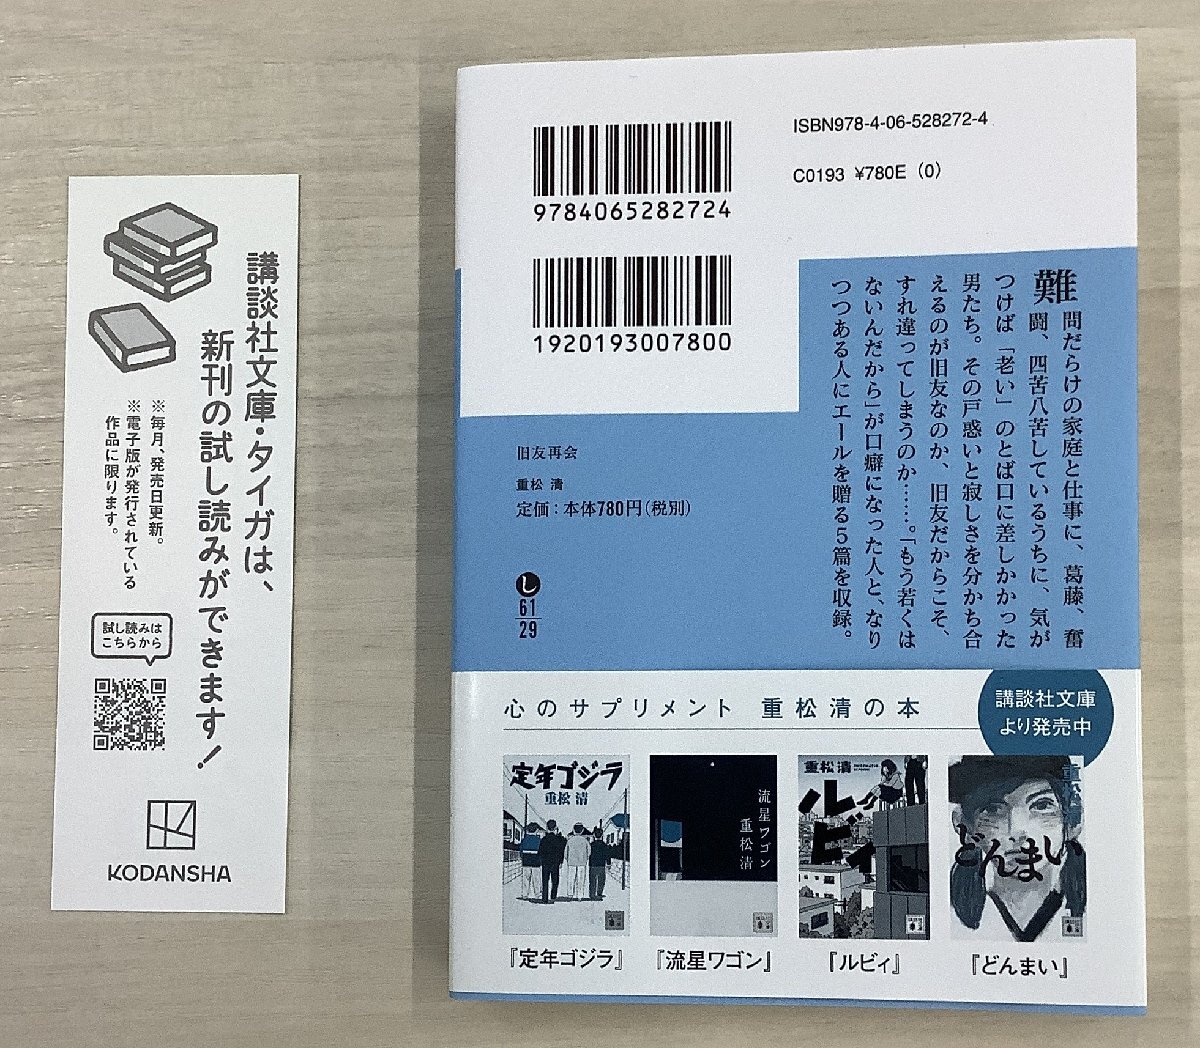 講談社文庫・タイガは、
新刊の試し読みができます！
※毎月、発売日更新。
※電子版が発行されている
作品に限ります。
試し読みは
こちらから
KODANSHA
9784065282724
ISBN978-4-06-528272-4
C0193 ¥780E (0)
1920193007800
難問だらけの家庭と仕事に、葛藤、奮
闘、四苦八苦しているうちに、気が
つけば「老い」のとば口に差しかかった
男たち。その戸惑いと寂しさを分かち合
えるのが旧友なのか、旧友だからこそ、
すれ違ってしまうのか……。「もう若くは
ないんだから」が口癖になった人と、なり
つつある人にエールを贈る5篇を収録。
旧友再会
重松 清
定価：本体780円（税別）
し
61
29
心のサプリメント 重松清の本
講談社文庫
より発売中
定年ゴジラ
重松 清
流星ワゴン
重松清
重松 清
ルビィ
重
どんまい
『定年ゴジラ』
『流星ワゴン』
『ルビィ』
『どんまい』